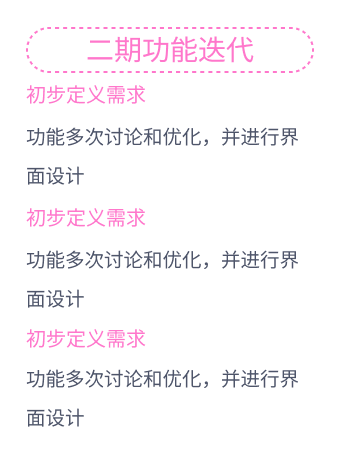 二期功能迭代
初步定义需求
功能多次讨论和优化，并进行界
面设计
初步定义需求
功能多次讨论和优化，并进行界
面设计
初步定义需求
功能多次讨论和优化，并进行界
面设计